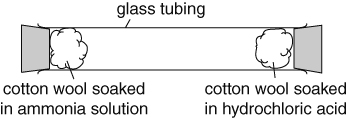 glass tubing
cotton wool soaked
in ammonia solution
cotton wool soaked
in hydrochloric acid